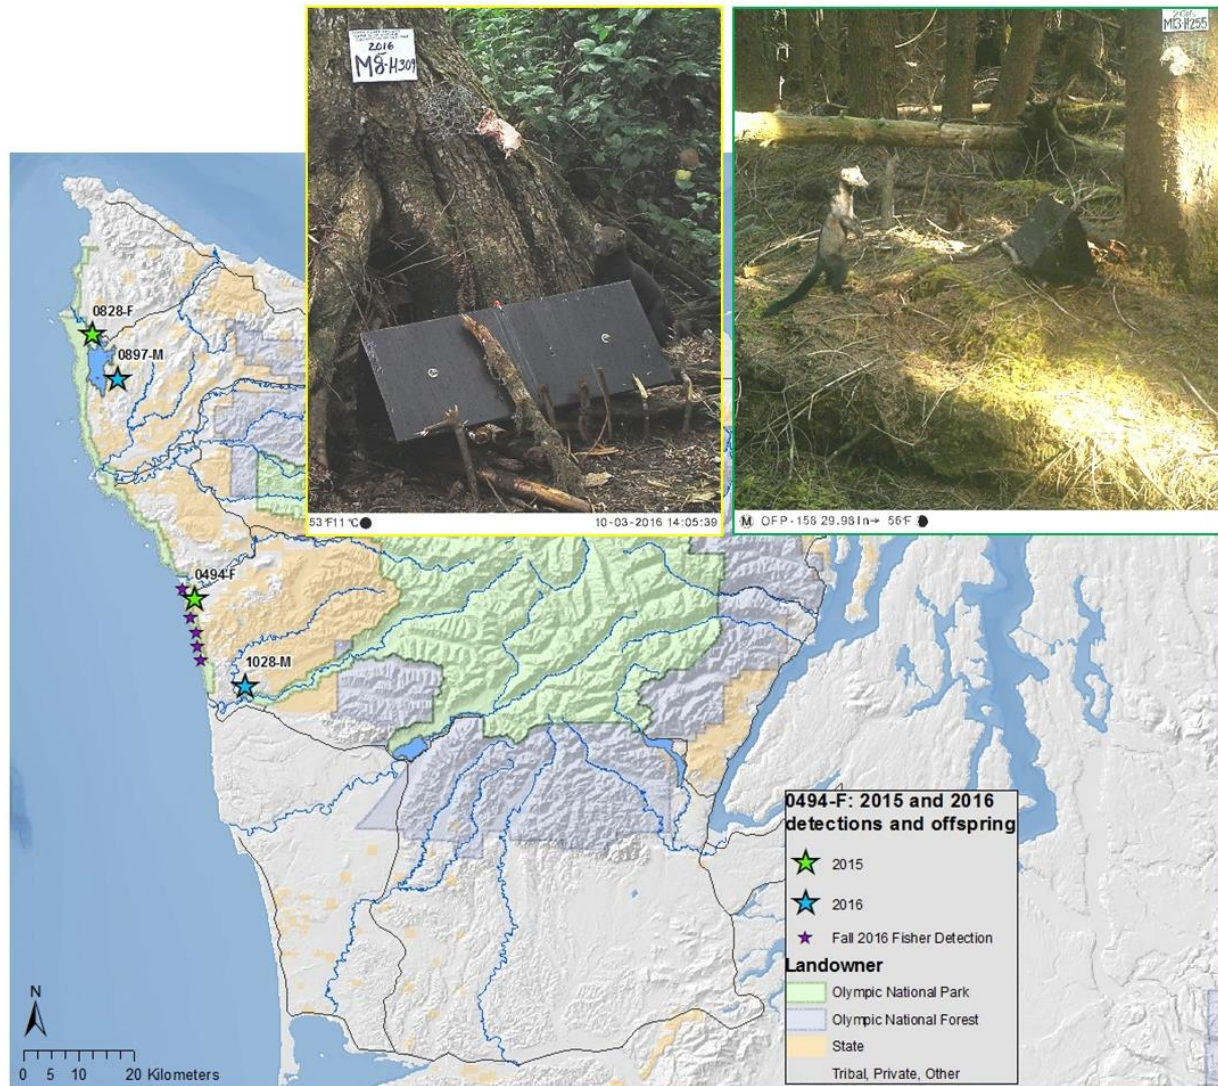 2016
M8-H309
53°F11°C
10-03-2016 14:05:39
M13-H255
M OFP-158 29.98In→ 56°F
0828-F
0897-M
0494-F
1028-M
0494-F: 2015 and 2016
detections and offspring
2015
2016
Fall 2016 Fisher Detection
Landowner
Olympic National Park
Olympic National Forest
State
Tribal, Private, Other
N
0 5 10 20 Kilometers